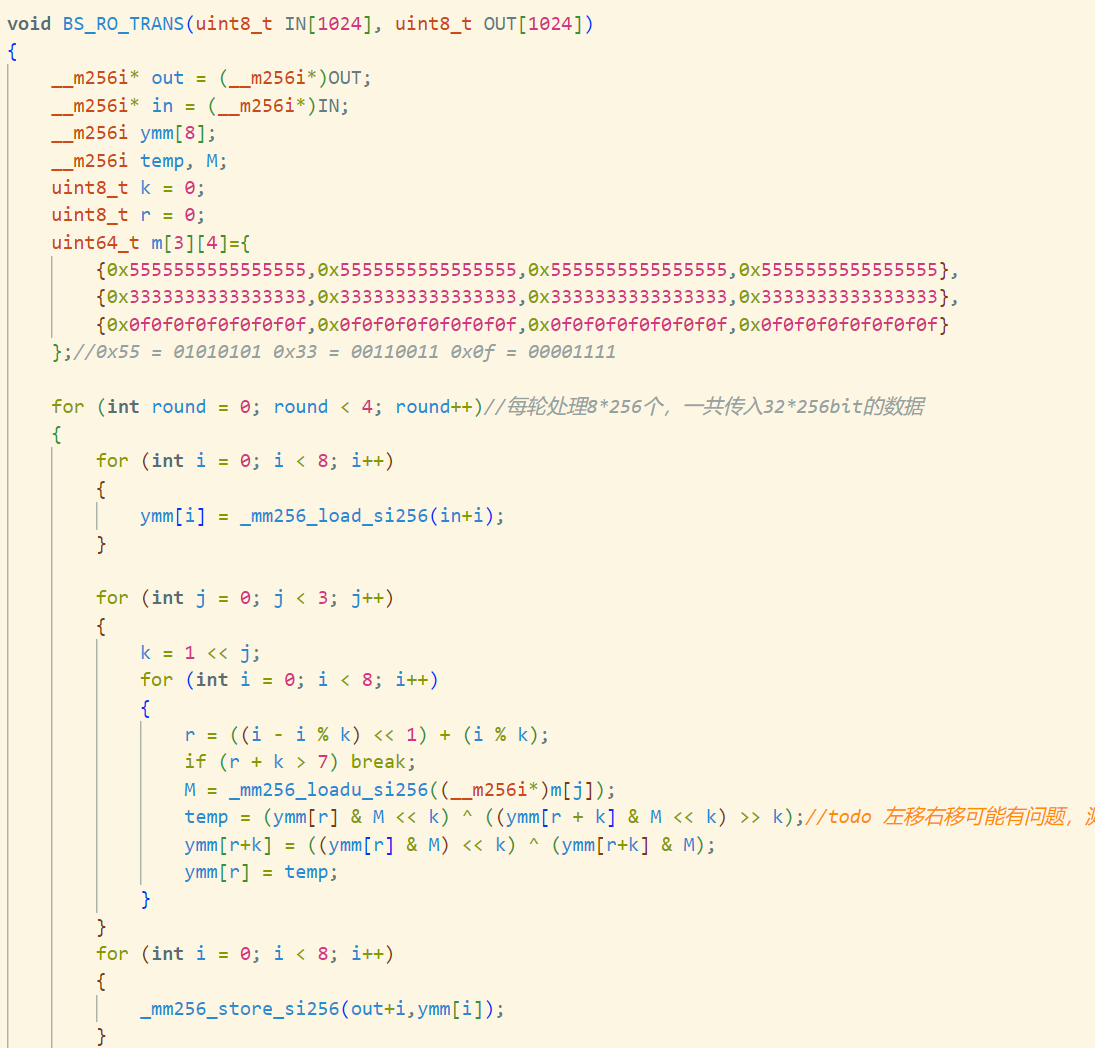 void BS_RO_TRANS(uint8_t IN[1024], uint8_t OUT[1024])
{
    __m256i* out = (__m256i*)OUT;
    __m256i* in = (__m256i*)IN;
    __m256i ymm[8];
    __m256i temp, M;
    uint8_t k = 0;
    uint8_t r = 0;
    uint64_t m[3][4]={
        {0x5555555555555555,0x5555555555555555,0x5555555555555555,0x5555555555555555},
        {0x3333333333333333,0x3333333333333333,0x3333333333333333,0x3333333333333333},
        {0x0f0f0f0f0f0f0f0f,0x0f0f0f0f0f0f0f0f,0x0f0f0f0f0f0f0f0f,0x0f0f0f0f0f0f0f0f}
    };//0x55 = 01010101 0x33 = 00110011 0x0f = 00001111
    for (int round = 0; round < 4; round++)//每轮处理8*256个，一共传入32*256bit的数据
    {
        for (int i = 0; i < 8; i++)
        {
            ymm[i] = _mm256_load_si256(in+i);
        }
        for (int j = 0; j < 3; j++)
        {
            k = 1 << j;
            for (int i = 0; i < 8; i++)
            {
                r = ((i - i % k) << 1) + (i % k);
                if (r + k > 7) break;
                M = _mm256_loadu_si256((__m256i*)m[j]);
                temp = (ymm[r] & M << k) ^ ((ymm[r + k] & M << k) >> k);//todo 左移右移可能有问题，
                ymm[r+k] = ((ymm[r] & M) << k) ^ (ymm[r+k] & M);
                ymm[r] = temp;
            }
        }
        for (int i = 0; i < 8; i++)
        {
            _mm256_store_si256(out+i,ymm[i]);
        }